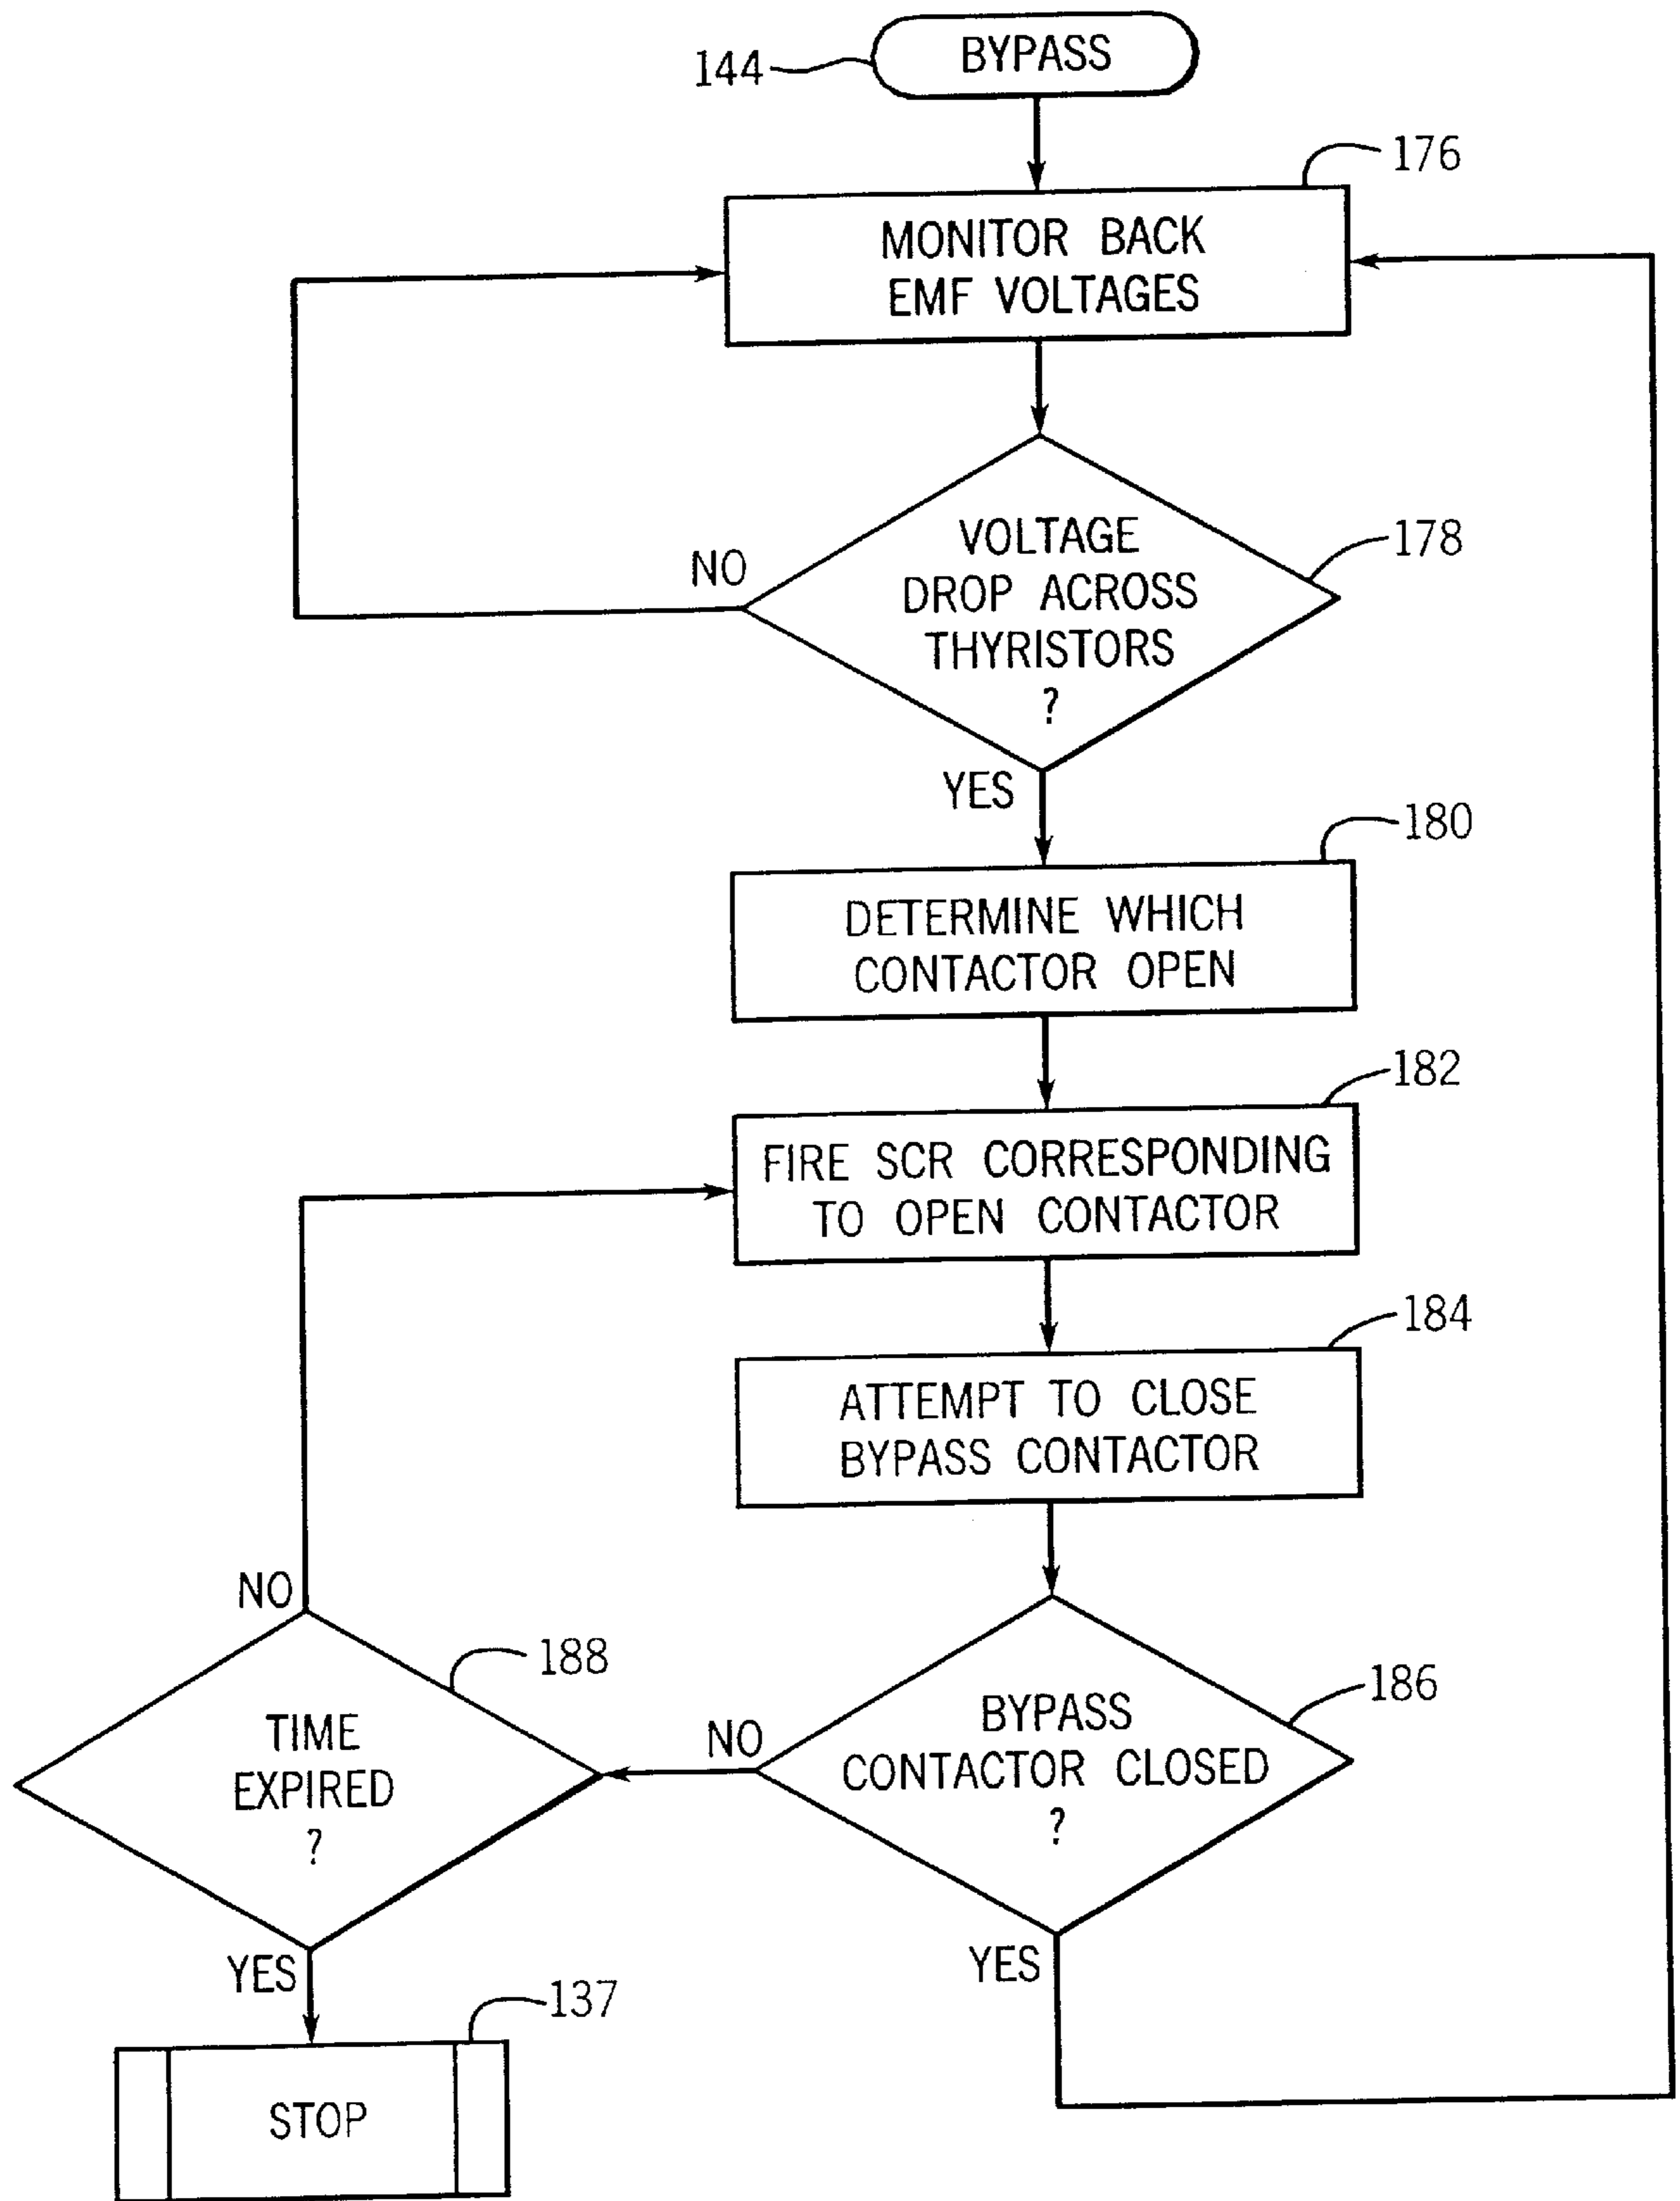 BYPASS
144
176
MONITOR BACK
EMF VOLTAGES
VOLTAGE
DROP ACROSS
THYRISTORS
?
178
NO
YES
180
DETERMINE WHICH
CONTACTOR OPEN
182
FIRE SCR CORRESPONDING
TO OPEN CONTACTOR
184
ATTEMPT TO CLOSE
BYPASS CONTACTOR
NO
188
186
BYPASS
CONTACTOR CLOSED
?
NO
TIME
EXPIRED
?
YES
YES
137
STOP